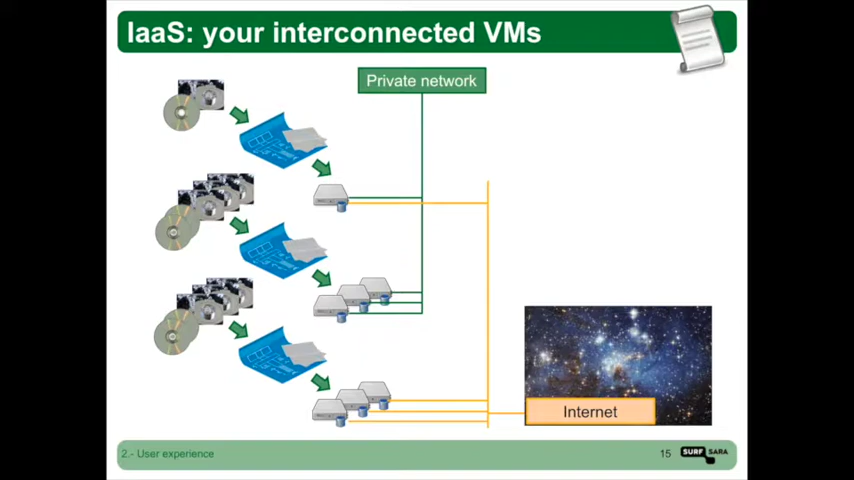 IaaS: your interconnected VMs
Private network
Internet
2.- User experience
15
SURF SARA